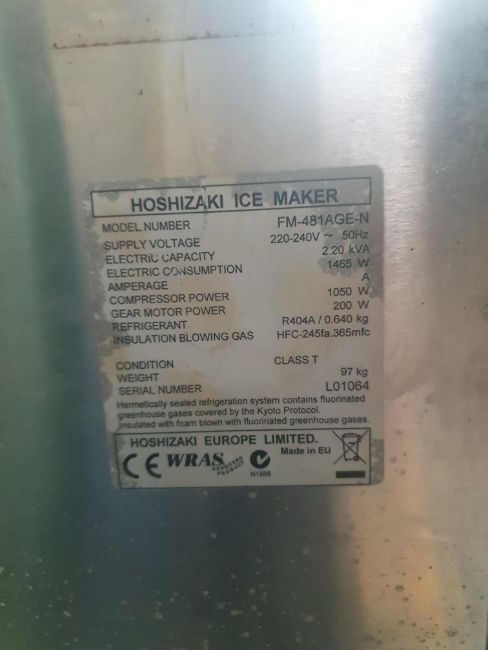 HOSHIZAKI ICE MAKER
MODEL NUMBER FM-481AGE-N
SUPPLY VOLTAGE 220-240V ~ 50Hz
ELECTRIC CAPACITY 2.20 kVA
ELECTRIC CONSUMPTION 1465 W
AMPERAGE A
COMPRESSOR POWER 1050 W
GEAR MOTOR POWER 200 W
REFRIGERANT R404A / 0.640 kg
INSULATION BLOWING GAS HFC-245fa,365mfc
CONDITION CLASS T
WEIGHT 97 kg
SERIAL NUMBER L01064
Hermetically sealed refrigeration system contains fluorinated
greenhouse gases covered by the Kyoto Protocol.
Insulated with foam blown with fluorinated greenhouse gases.
HOSHIZAKI EUROPE LIMITED.
Made in EU
CE WRAS APPROVED PRODUCT